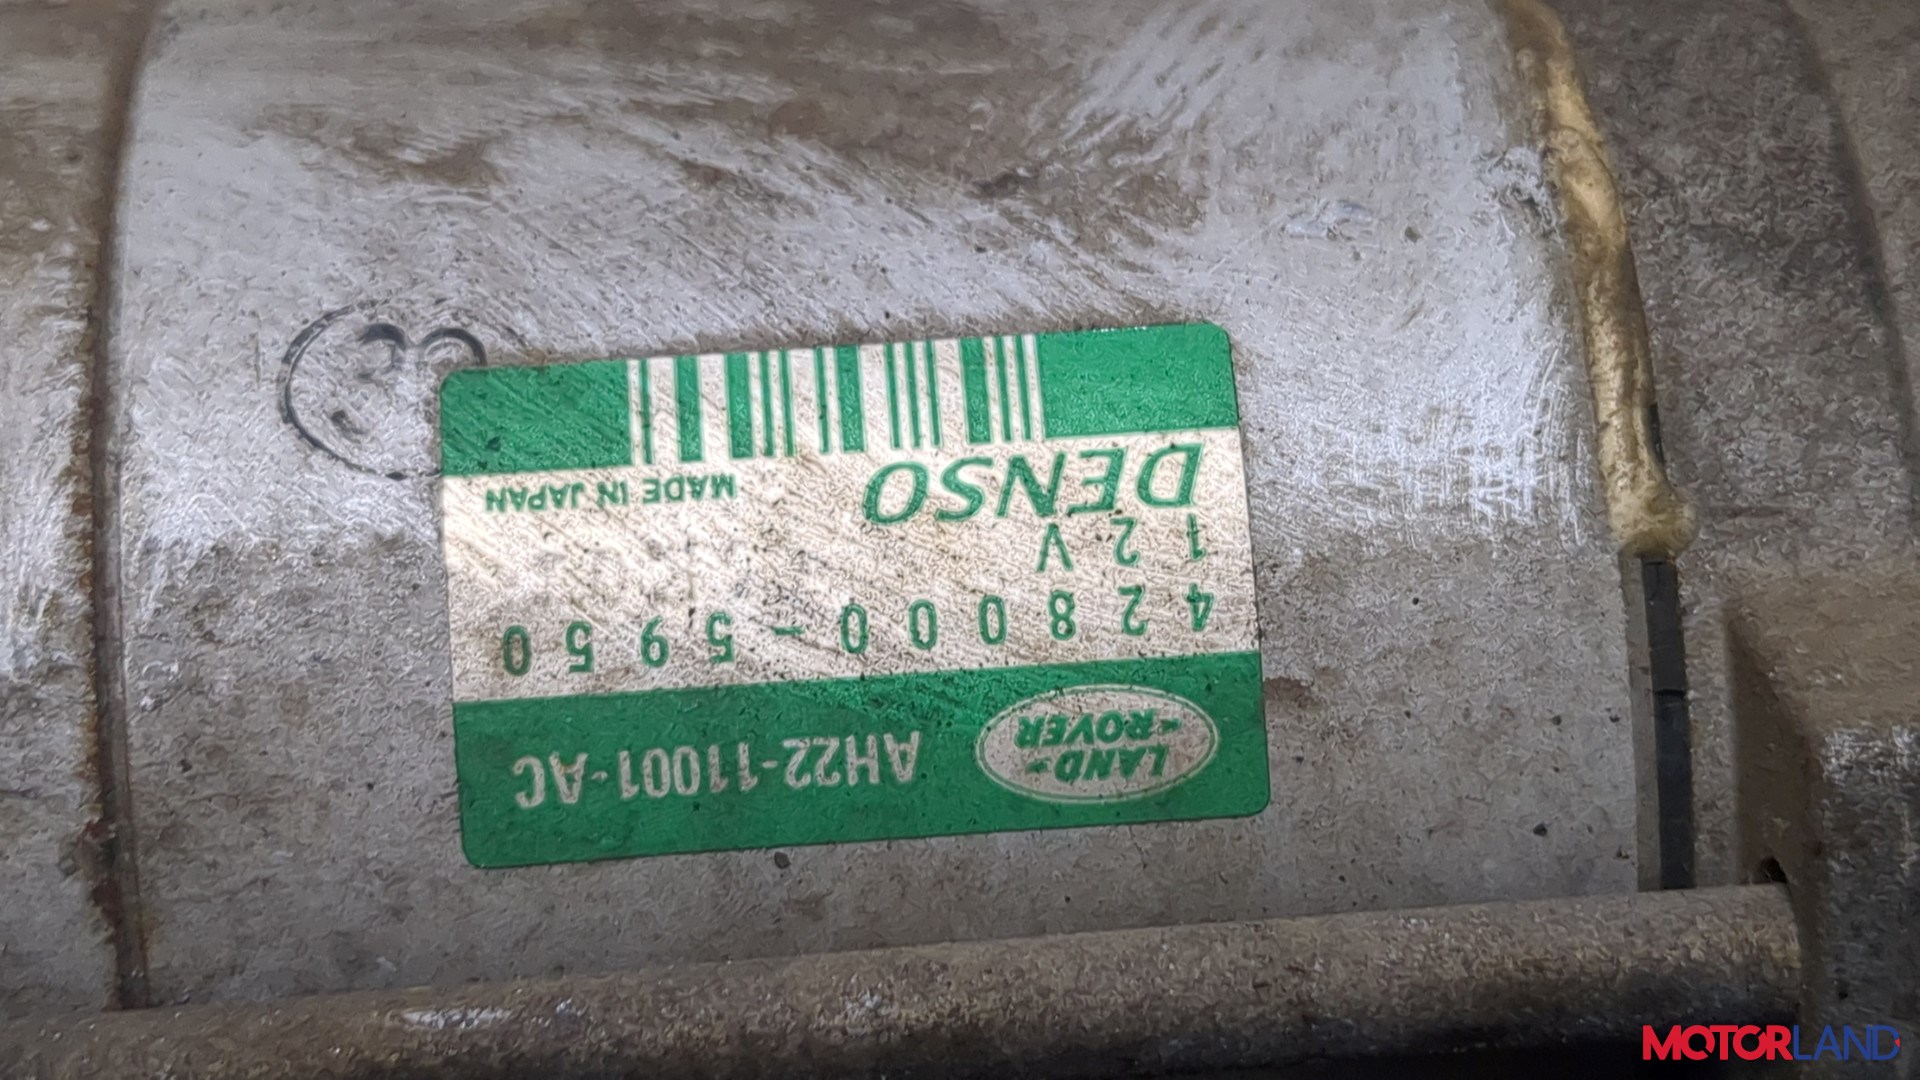 LAND-
-ROVER
AH22-11001-AC
428000-5950
12V
DENSO
MADE IN JAPAN
MOTORLAND